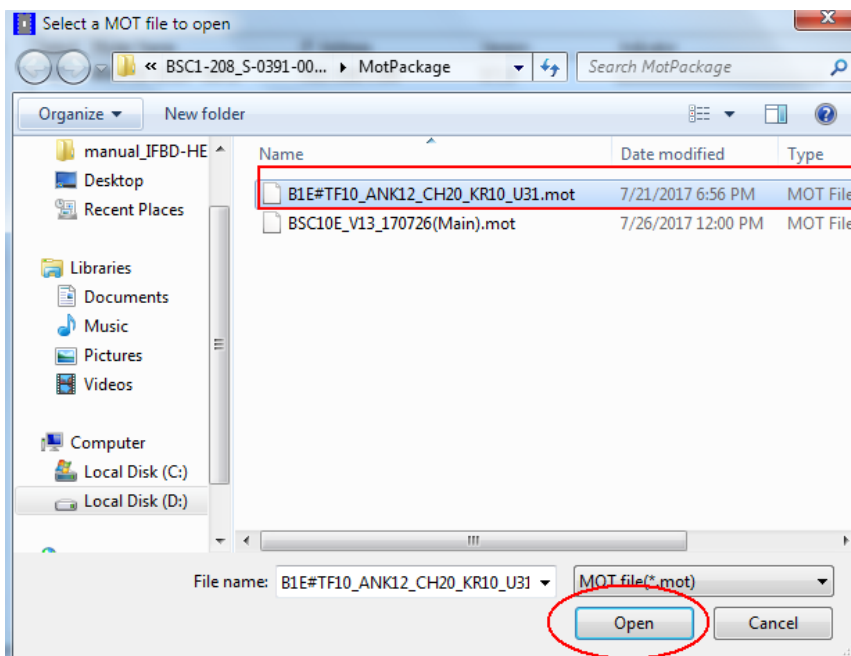 Select a MOT file to open
« BSC1-208_S-0391-00... ▸ MotPackage
Search MotPackage
Organize
New folder
manual_IFBD-HE
Desktop
Recent Places
Libraries
Documents
Music
Pictures
Videos
Computer
Local Disk (C:)
Local Disk (D:)
Name Date modified Type
B1E#TF10_ANK12_CH20_KR10_U31.mot 7/21/2017 6:56 PM MOT File
BSC10E_V13_170726(Main).mot 7/26/2017 12:00 PM MOT File
File name: B1E#TF10_ANK12_CH20_KR10_U31 MOT file(*.mot)
Open Cancel